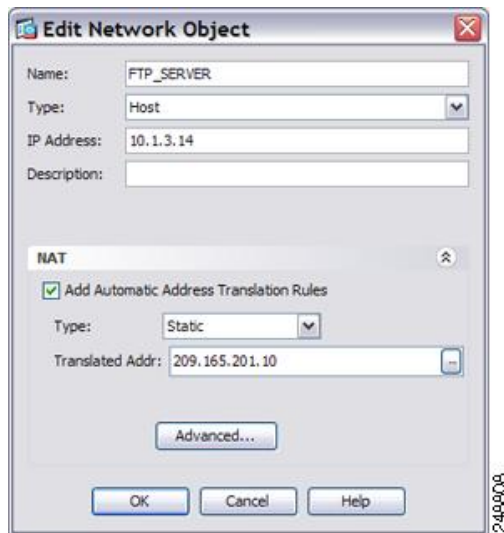 Edit Network Object
Name: FTP_SERVER
Type: Host
IP Address: 10.1.3.14
Description:
NAT
Add Automatic Address Translation Rules
Type: Static
Translated Addr: 209.165.201.10
...
Advanced...
OK Cancel Help
248808